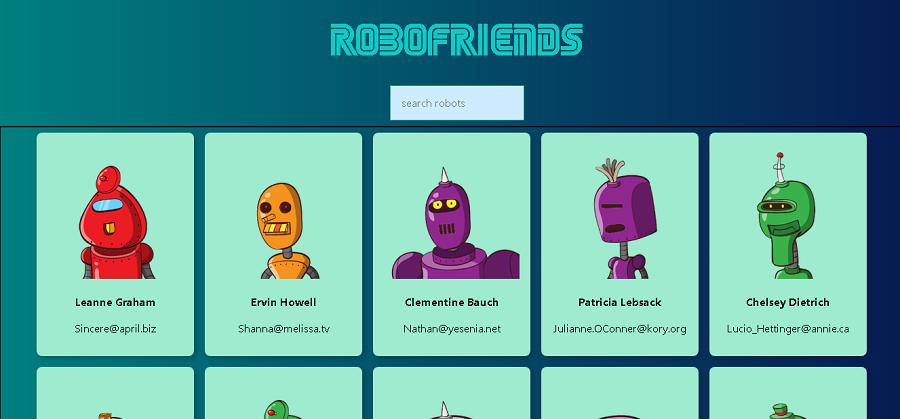 ROBOFRIENDS
search robots
Leanne Graham
Sincere@april.biz
Ervin Howell
Shanna@melissa.tv
Clementine Bauch
Nathan@yesenia.net
Patricia Lebsack
Julianne.OConner@kory.org
Chelsey Dietrich
Lucio_Hettinger@annie.ca